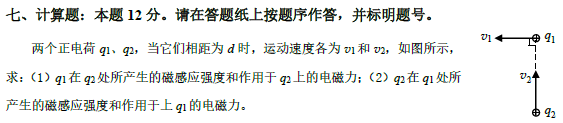 七、计算题：本题 12 分。请在答题纸上按题序作答，并标明题号。
两个正电荷 q₁、q₂，当它们相距为 d 时，运动速度各为 v₁ 和 v₂，如图所示，
求：（1）q₁ 在 q₂ 处所产生的磁感应强度和作用于 q₂ 上的电磁力；（2）q₂ 在 q₁ 处所
产生的磁感应强度和作用于上 q₁ 的电磁力。
v₁
q₁
v₂
q₂